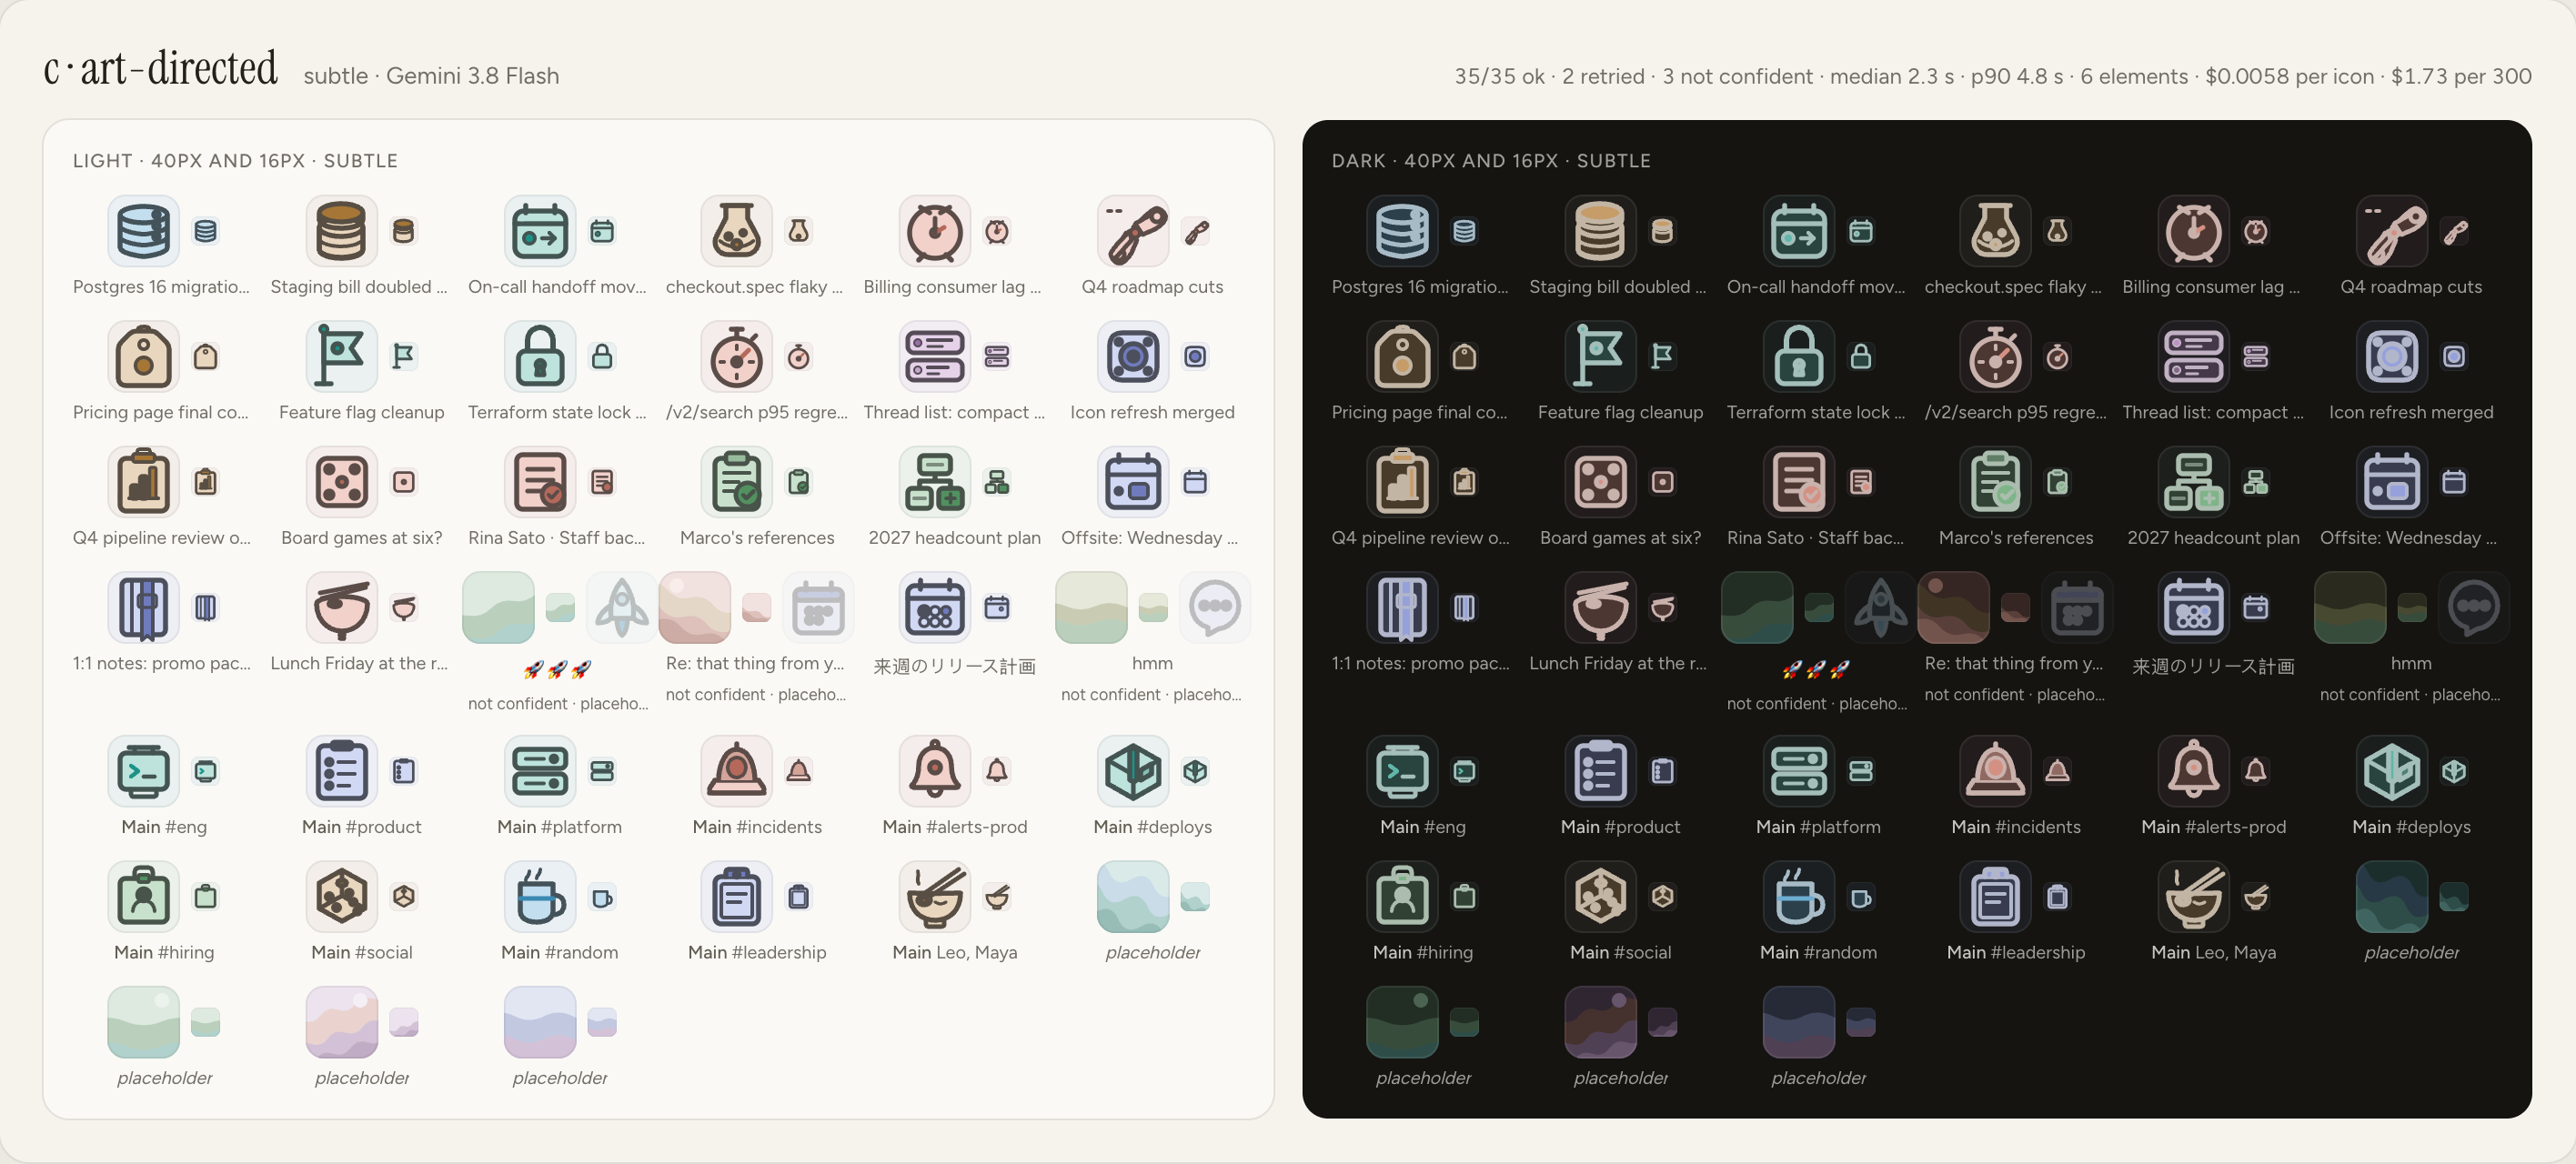 c · art-directed subtle · Gemini 3.8 Flash
35/35 ok · 2 retried · 3 not confident · median 2.3 s · p90 4.8 s · 6 elements · $0.0058 per icon · $1.73 per 300
LIGHT · 40PX AND 16PX · SUBTLE
Postgres 16 migratio... Staging bill doubled ... On-call handoff mov... checkout.spec flaky ... Billing consumer lag ... Q4 roadmap cuts
Pricing page final co... Feature flag cleanup Terraform state lock ... /v2/search p95 regre... Thread list: compact ... Icon refresh merged
Q4 pipeline review o... Board games at six? Rina Sato · Staff bac... Marco's references 2027 headcount plan Offsite: Wednesday ...
1:1 notes: promo pac... Lunch Friday at the r... 🚀🚀🚀 Re: that thing from y... 来週のリリース計画 hmm
not confident · placeho... not confident · placeho... not confident · placeho...
Main #eng Main #product Main #platform Main #incidents Main #alerts-prod Main #deploys
Main #hiring Main #social Main #random Main #leadership Main Leo, Maya placeholder
placeholder placeholder placeholder
DARK · 40PX AND 16PX · SUBTLE
Postgres 16 migratio... Staging bill doubled ... On-call handoff mov... checkout.spec flaky ... Billing consumer lag ... Q4 roadmap cuts
Pricing page final co... Feature flag cleanup Terraform state lock ... /v2/search p95 regre... Thread list: compact ... Icon refresh merged
Q4 pipeline review o... Board games at six? Rina Sato · Staff bac... Marco's references 2027 headcount plan Offsite: Wednesday ...
1:1 notes: promo pac... Lunch Friday at the r... 🚀🚀🚀 Re: that thing from y... 来週のリリース計画 hmm
not confident · placeho... not confident · placeho... not confident · placeho...
Main #eng Main #product Main #platform Main #incidents Main #alerts-prod Main #deploys
Main #hiring Main #social Main #random Main #leadership Main Leo, Maya placeholder
placeholder placeholder placeholder